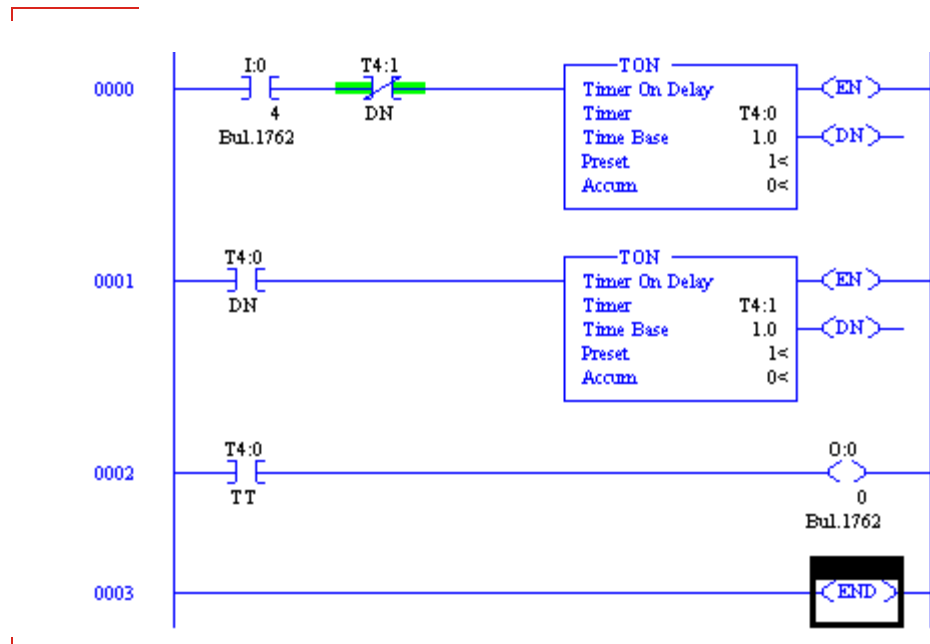 I:0 T4:1 TON
0000 Timer On Delay EN
4 DN Timer T4:0
Bul.1762 Time Base 1.0 DN
Preset 1<
Accum 0<
T4:0 TON
0001 Timer On Delay EN
DN Timer T4:1
Time Base 1.0 DN
Preset 1<
Accum 0<
T4:0 O:0
0002
TT 0
Bul.1762
0003 END